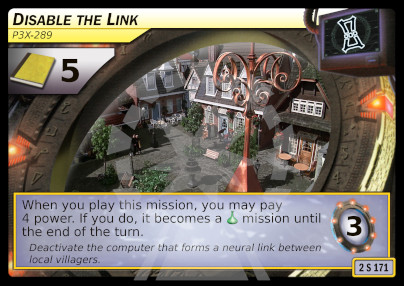 DISABLE THE LINK
P3X-289
5
When you play this mission, you may pay
4 power. If you do, it becomes a mission until
the end of the turn.
Deactivate the computer that forms a neural link between
local villagers.
3
2 S 171